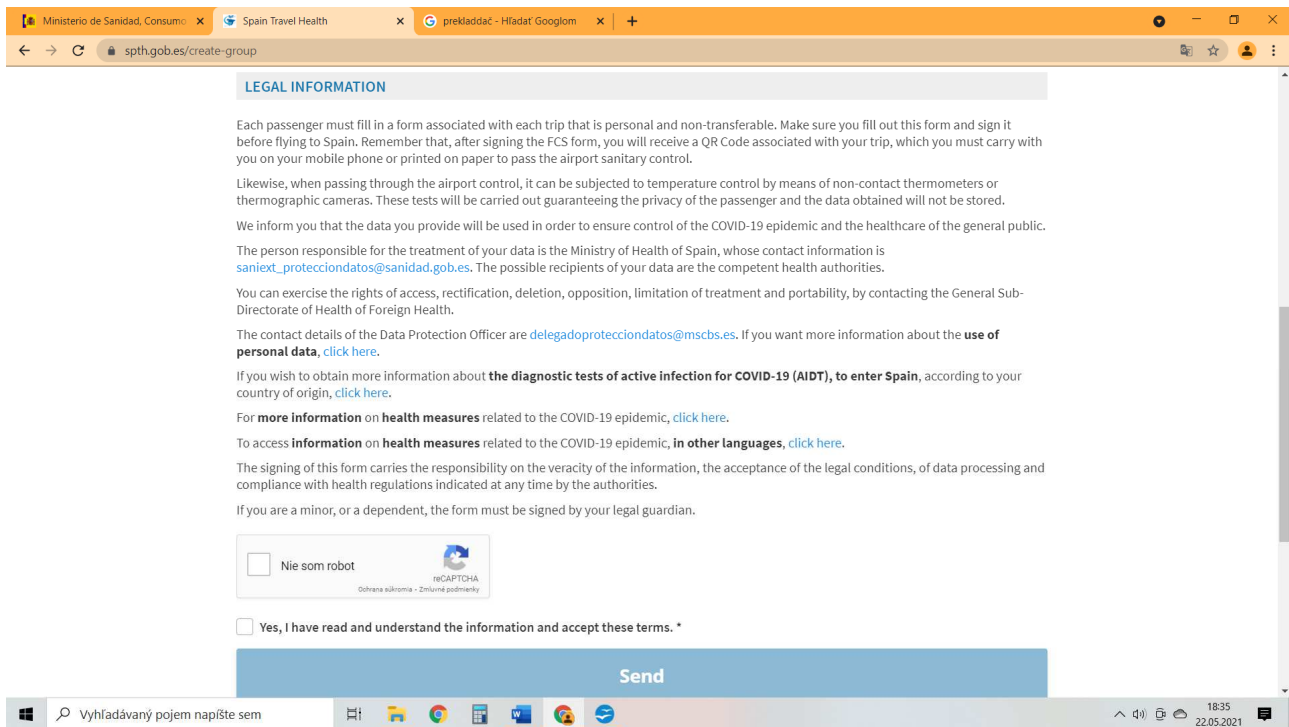 Ministerio de Sanidad, Consumo
Spain Travel Health
prekladdač - Hľadať Googlom
spth.gob.es/create-group
LEGAL INFORMATION
Each passenger must fill in a form associated with each trip that is personal and non-transferable. Make sure you fill out this form and sign it
before flying to Spain. Remember that, after signing the FCS form, you will receive a QR Code associated with your trip, which you must carry with
you on your mobile phone or printed on paper to pass the airport sanitary control.
Likewise, when passing through the airport control, it can be subjected to temperature control by means of non-contact thermometers or
thermographic cameras. These tests will be carried out guaranteeing the privacy of the passenger and the data obtained will not be stored.
We inform you that the data you provide will be used in order to ensure control of the COVID-19 epidemic and the healthcare of the general public.
The person responsible for the treatment of your data is the Ministry of Health of Spain, whose contact information is
saniext_protecciondatos@sanidad.gob.es. The possible recipients of your data are the competent health authorities.
You can exercise the rights of access, rectification, deletion, opposition, limitation of treatment and portability, by contacting the General Sub-
Directorate of Health of Foreign Health.
The contact details of the Data Protection Officer are delegadoprotecciondatos@mscbs.es. If you want more information about the use of
personal data, click here.
If you wish to obtain more information about the diagnostic tests of active infection for COVID-19 (AIDT), to enter Spain, according to your
country of origin, click here.
For more information on health measures related to the COVID-19 epidemic, click here.
To access information on health measures related to the COVID-19 epidemic, in other languages, click here.
The signing of this form carries the responsibility on the veracity of the information, the acceptance of the legal conditions, of data processing and
compliance with health regulations indicated at any time by the authorities.
If you are a minor, or a dependent, the form must be signed by your legal guardian.
Nie som robot
reCAPTCHA
Ochrana súkromia - Zmluvné podmienky
Yes, I have read and understand the information and accept these terms. *
Send
Vyhľadávaný pojem napíšte sem
18:35
22.05.2021